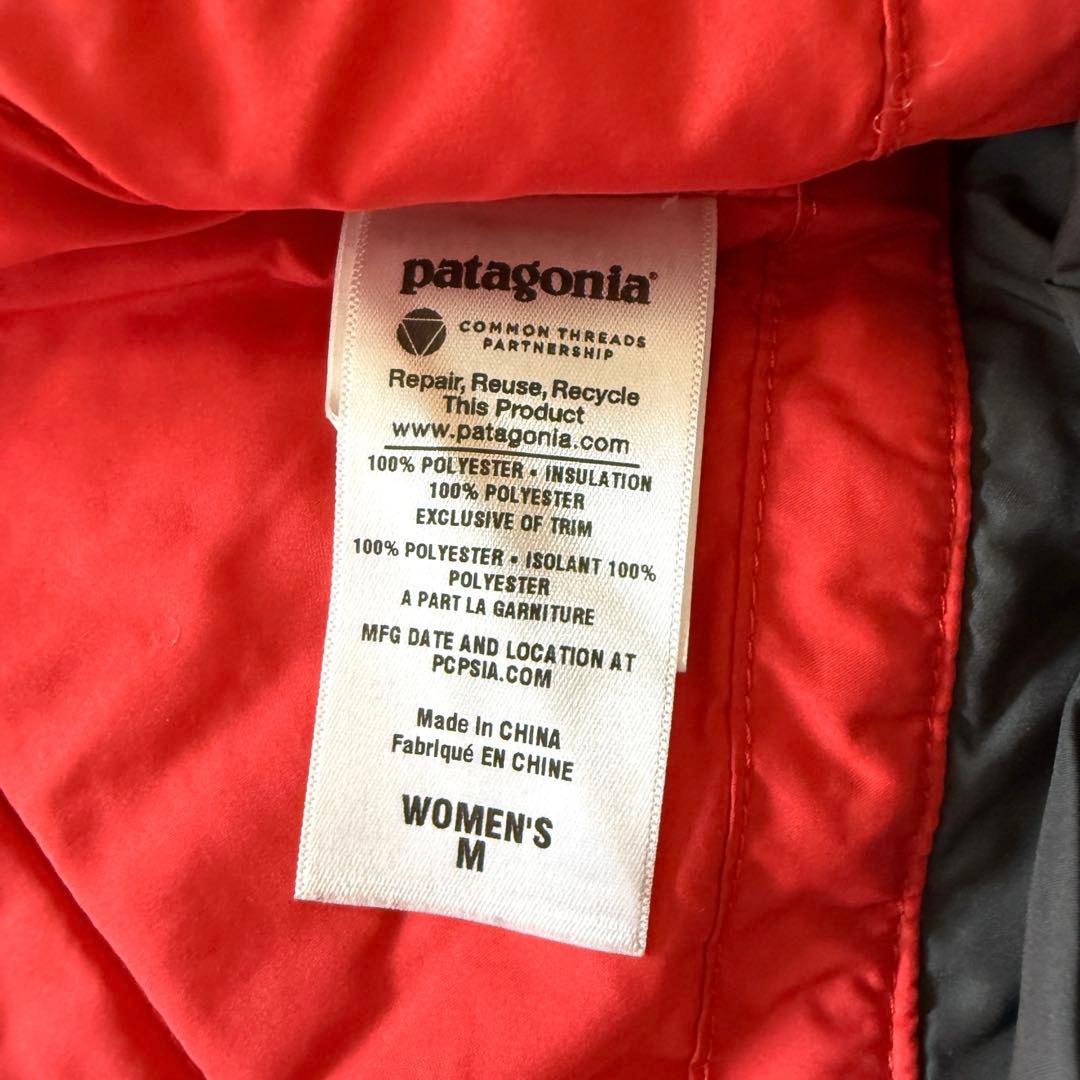 patagonia®
COMMON THREADS
PARTNERSHIP
Repair, Reuse, Recycle
This Product
www.patagonia.com
100% POLYESTER • INSULATION
100% POLYESTER
EXCLUSIVE OF TRIM
100% POLYESTER • ISOLANT 100%
POLYESTER
A PART LA GARNITURE
MFG DATE AND LOCATION AT
PCPSIA.COM
Made In CHINA
Fabriqué EN CHINE
WOMEN'S
M